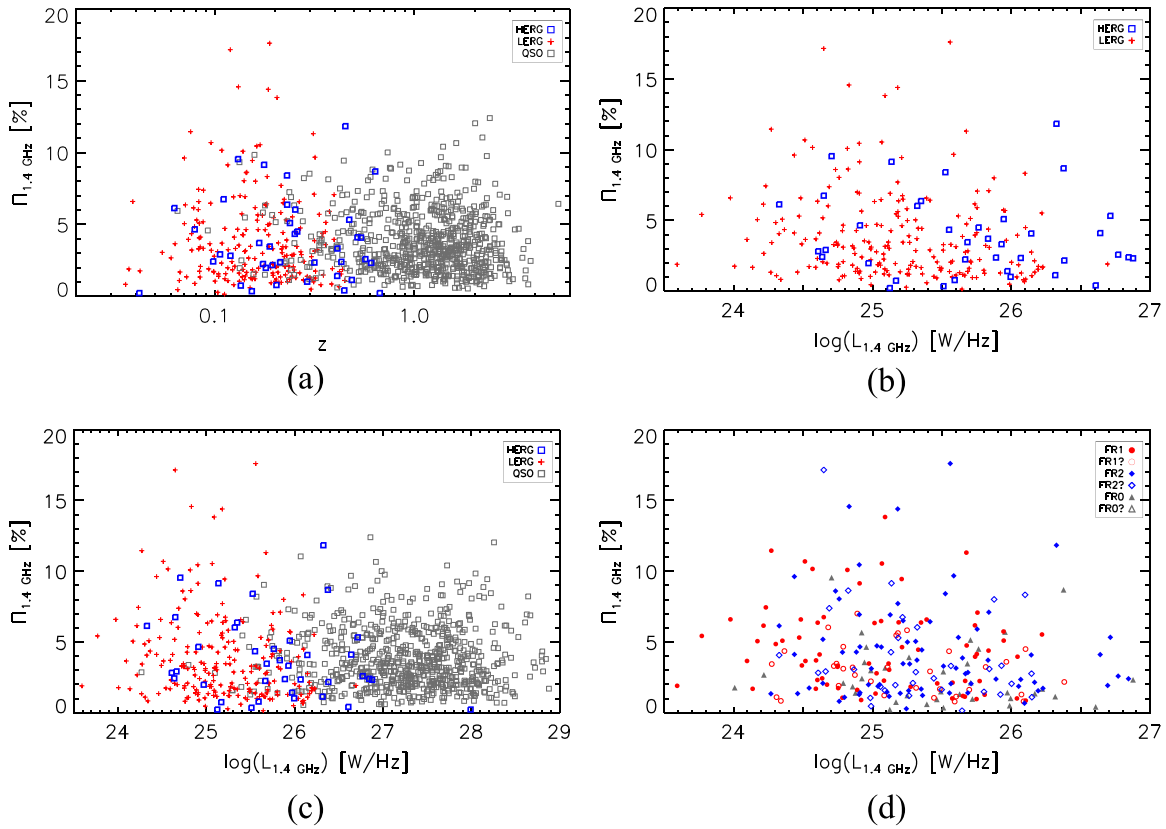 20
15
10
5
0
Π1.4 GHz [%]
HERG
LERG
QSO
0.1 1.0
z
(a)
20
15
10
5
0
Π1.4 GHz [%]
HERG
LERG
24 25 26 27
log(L1.4 GHz) [W/Hz]
(b)
20
15
10
5
0
Π1.4 GHz [%]
HERG
LERG
QSO
24 25 26 27 28 29
log(L1.4 GHz) [W/Hz]
(c)
20
15
10
5
0
Π1.4 GHz [%]
FR1
FR1?
FR2
FR2?
FR0
FR0?
24 25 26 27
log(L1.4 GHz) [W/Hz]
(d)